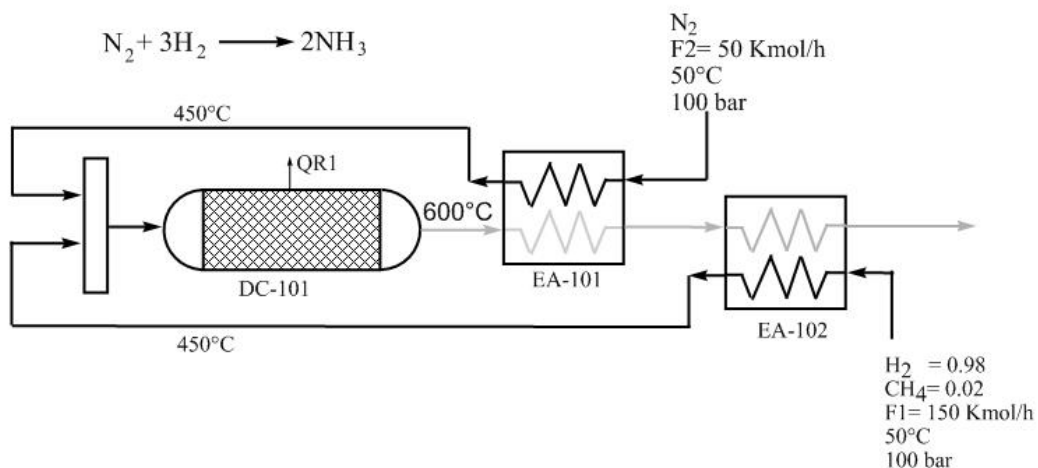 N₂ + 3H₂ ⟶ 2NH₃
N₂
F2= 50 Kmol/h
50°C
100 bar
450°C
QR1
600°C
DC-101
EA-101
EA-102
450°C
H₂ = 0.98
CH₄= 0.02
F1= 150 Kmol/h
50°C
100 bar